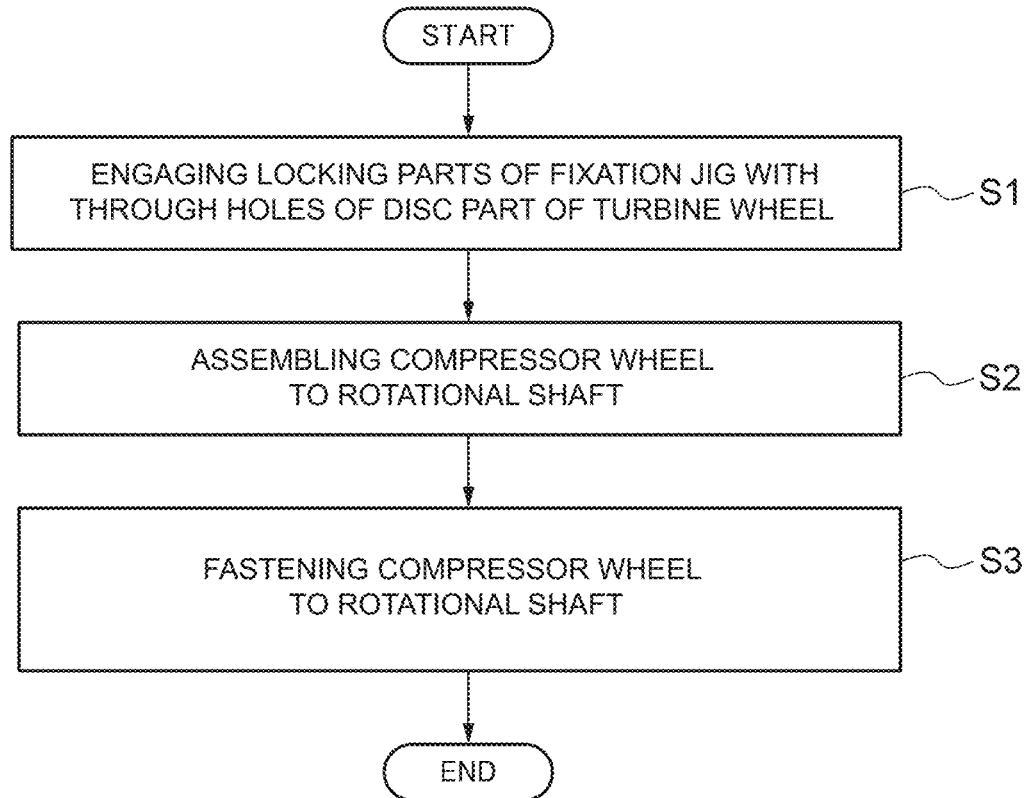 START
ENGAGING LOCKING PARTS OF FIXATION JIG WITH
THROUGH HOLES OF DISC PART OF TURBINE WHEEL
S1
ASSEMBLING COMPRESSOR WHEEL
TO ROTATIONAL SHAFT
S2
FASTENING COMPRESSOR WHEEL
TO ROTATIONAL SHAFT
S3
END